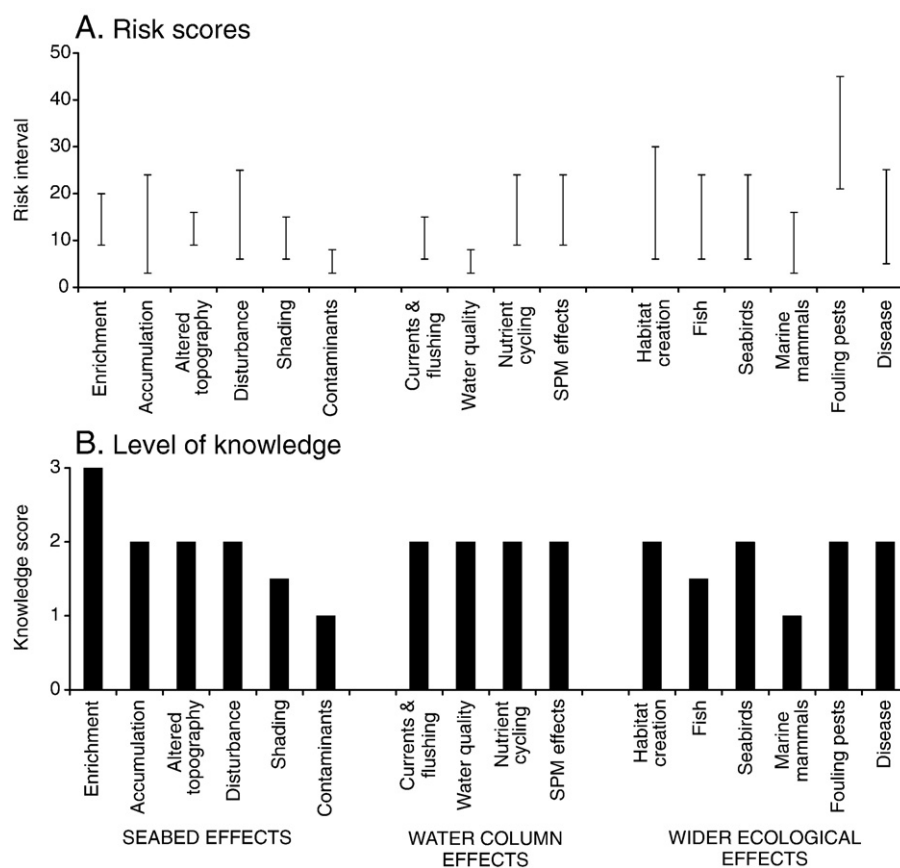 A. Risk scores
50
40
30
20
10
0
Risk interval
Enrichment
Accumulation
Altered
topography
Disturbance
Shading
Contaminants
Currents &
flushing
Water quality
Nutrient
cycling
SPM effects
Habitat
creation
Fish
Seabirds
Marine
mammals
Fouling pests
Disease
B. Level of knowledge
3
2
1
0
Knowledge score
Enrichment
Accumulation
Altered
topography
Disturbance
Shading
Contaminants
Currents &
flushing
Water quality
Nutrient
cycling
SPM effects
Habitat
creation
Fish
Seabirds
Marine
mammals
Fouling pests
Disease
SEABED EFFECTS
WATER COLUMN
EFFECTS
WIDER ECOLOGICAL
EFFECTS